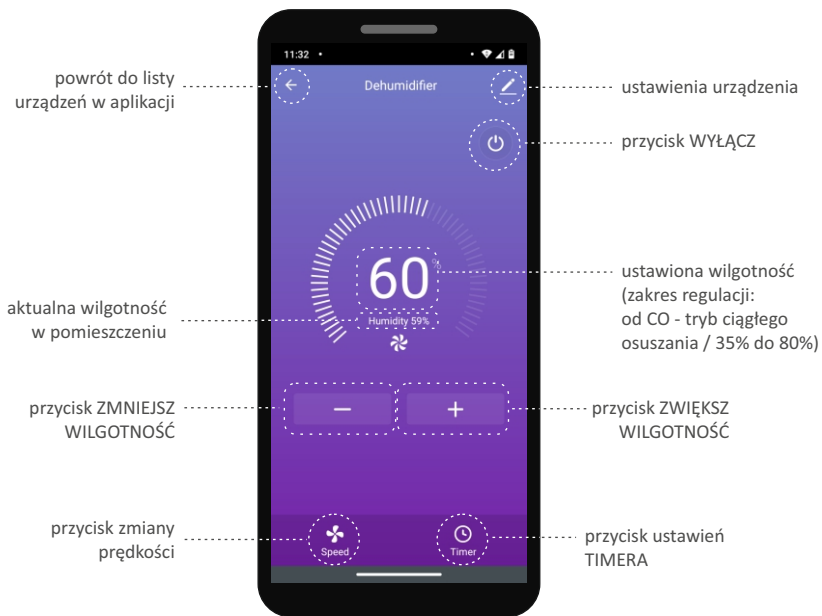 11:32
Dehumidifier
powrót do listy
urządzeń w aplikacji
ustawienia urządzenia
przycisk WYŁĄCZ
60
%
Humidity 59%
ustawiona wilgotność
(zakres regulacji:
od CO - tryb ciągłego
osuszania / 35% do 80%)
aktualna wilgotność
w pomieszczeniu
przycisk ZMNIEJSZ
WILGOTNOŚĆ
przycisk ZWIĘKSZ
WILGOTNOŚĆ
przycisk zmiany
prędkości
Speed
Timer
przycisk ustawień
TIMERA